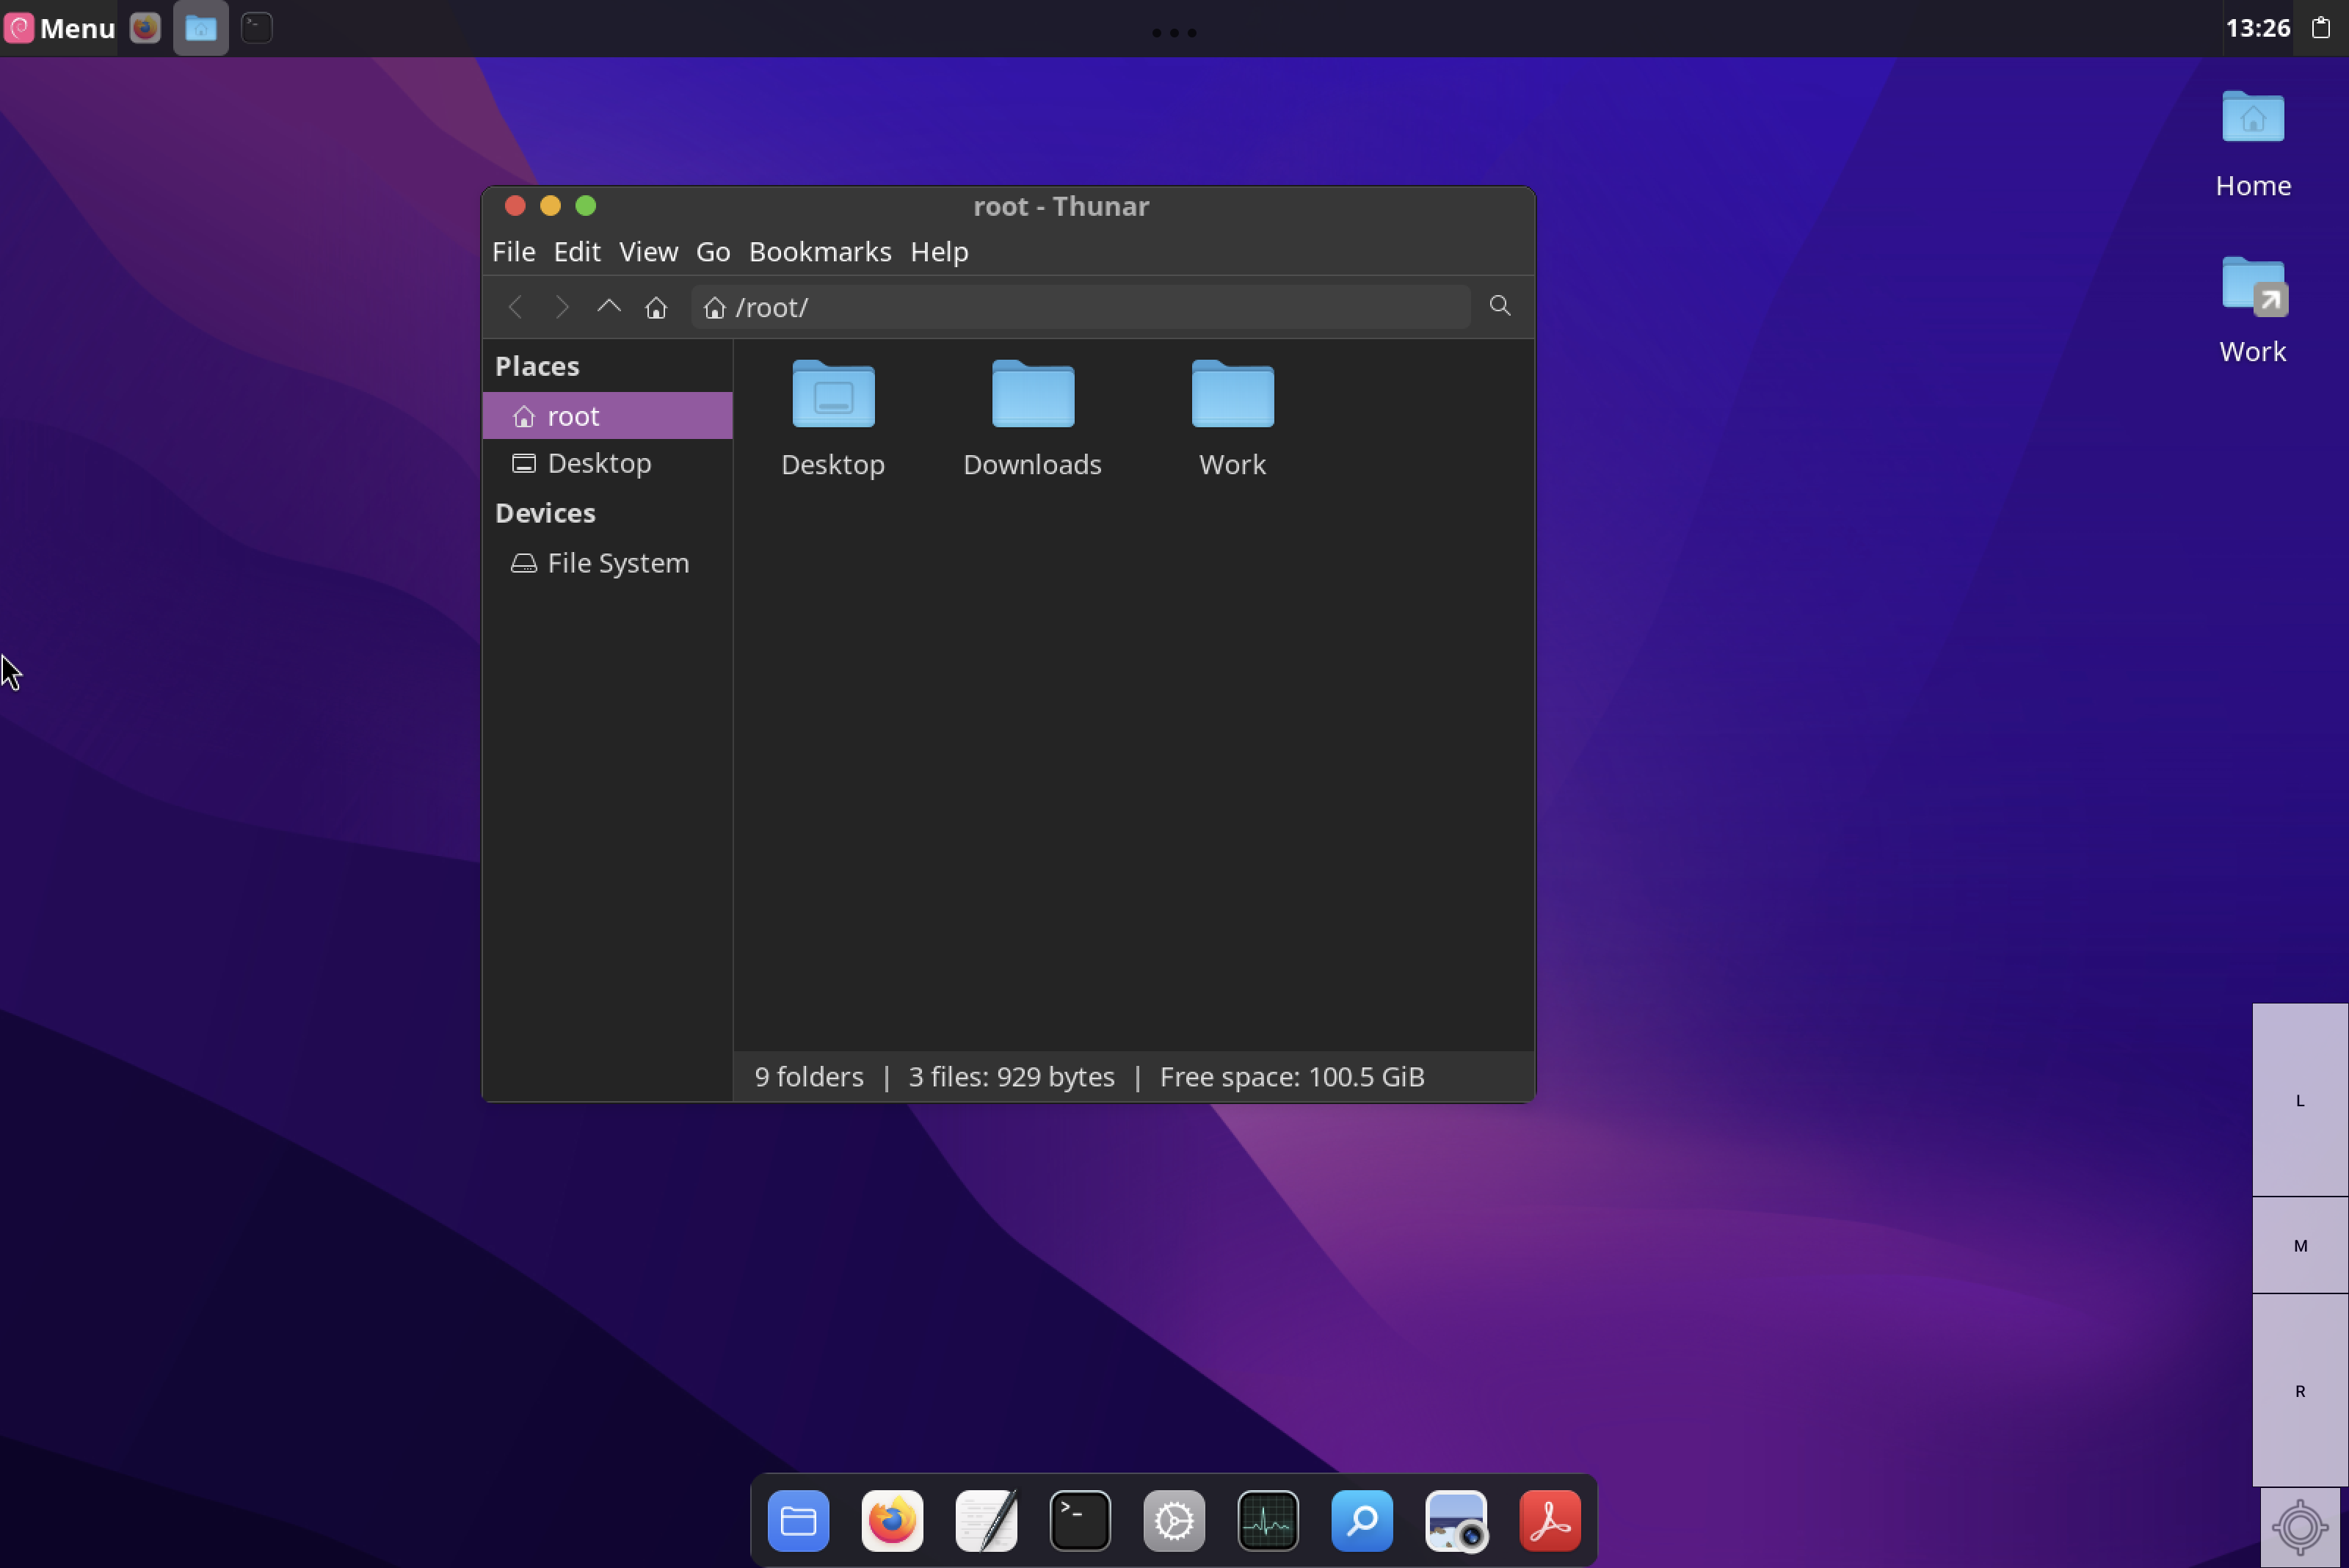 Menu
13:26
Home
Work
root - Thunar
File Edit View Go Bookmarks Help
/root/
Places
root
Desktop
Devices
File System
Desktop Downloads Work
9 folders | 3 files: 929 bytes | Free space: 100.5 GiB
L
M
R
>_